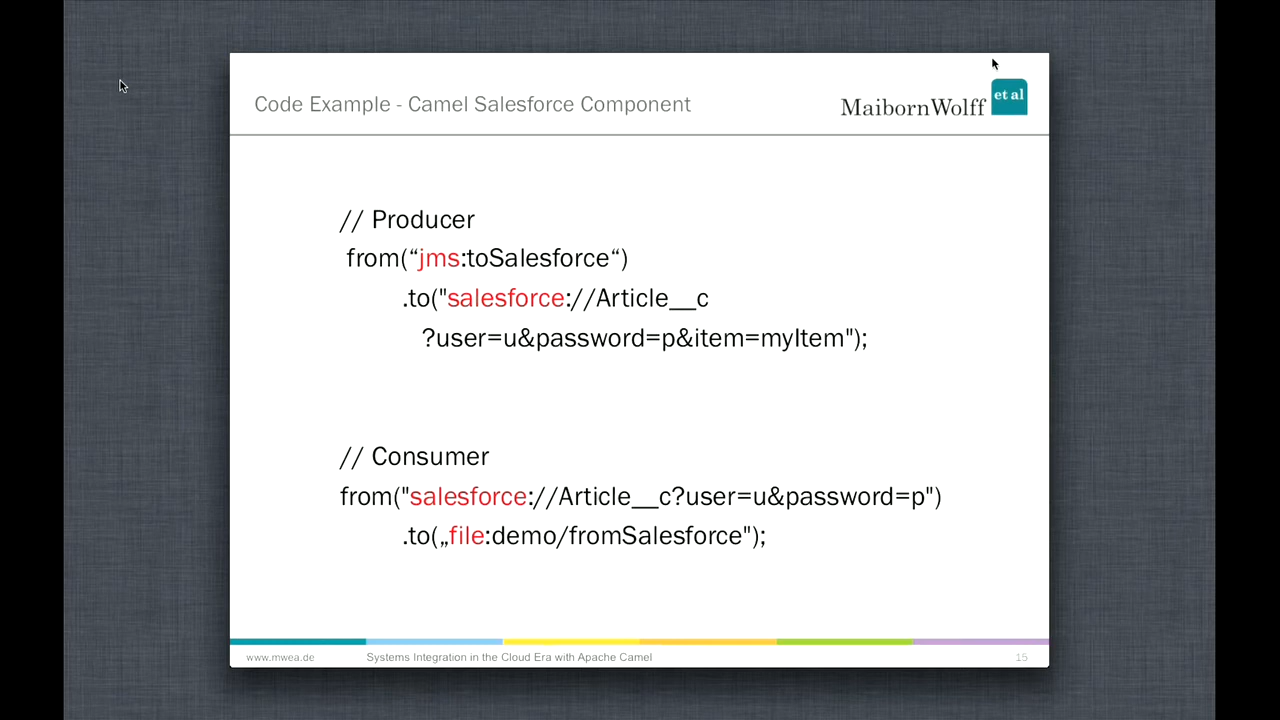 Code Example - Camel Salesforce Component
MaibornWolff et al
// Producer
from(“jms:toSalesforce“)
.to("salesforce://Article__c
?user=u&password=p&item=myItem");
// Consumer
from("salesforce://Article__c?user=u&password=p")
.to(„file:demo/fromSalesforce");
www.mwea.de Systems Integration in the Cloud Era with Apache Camel 15